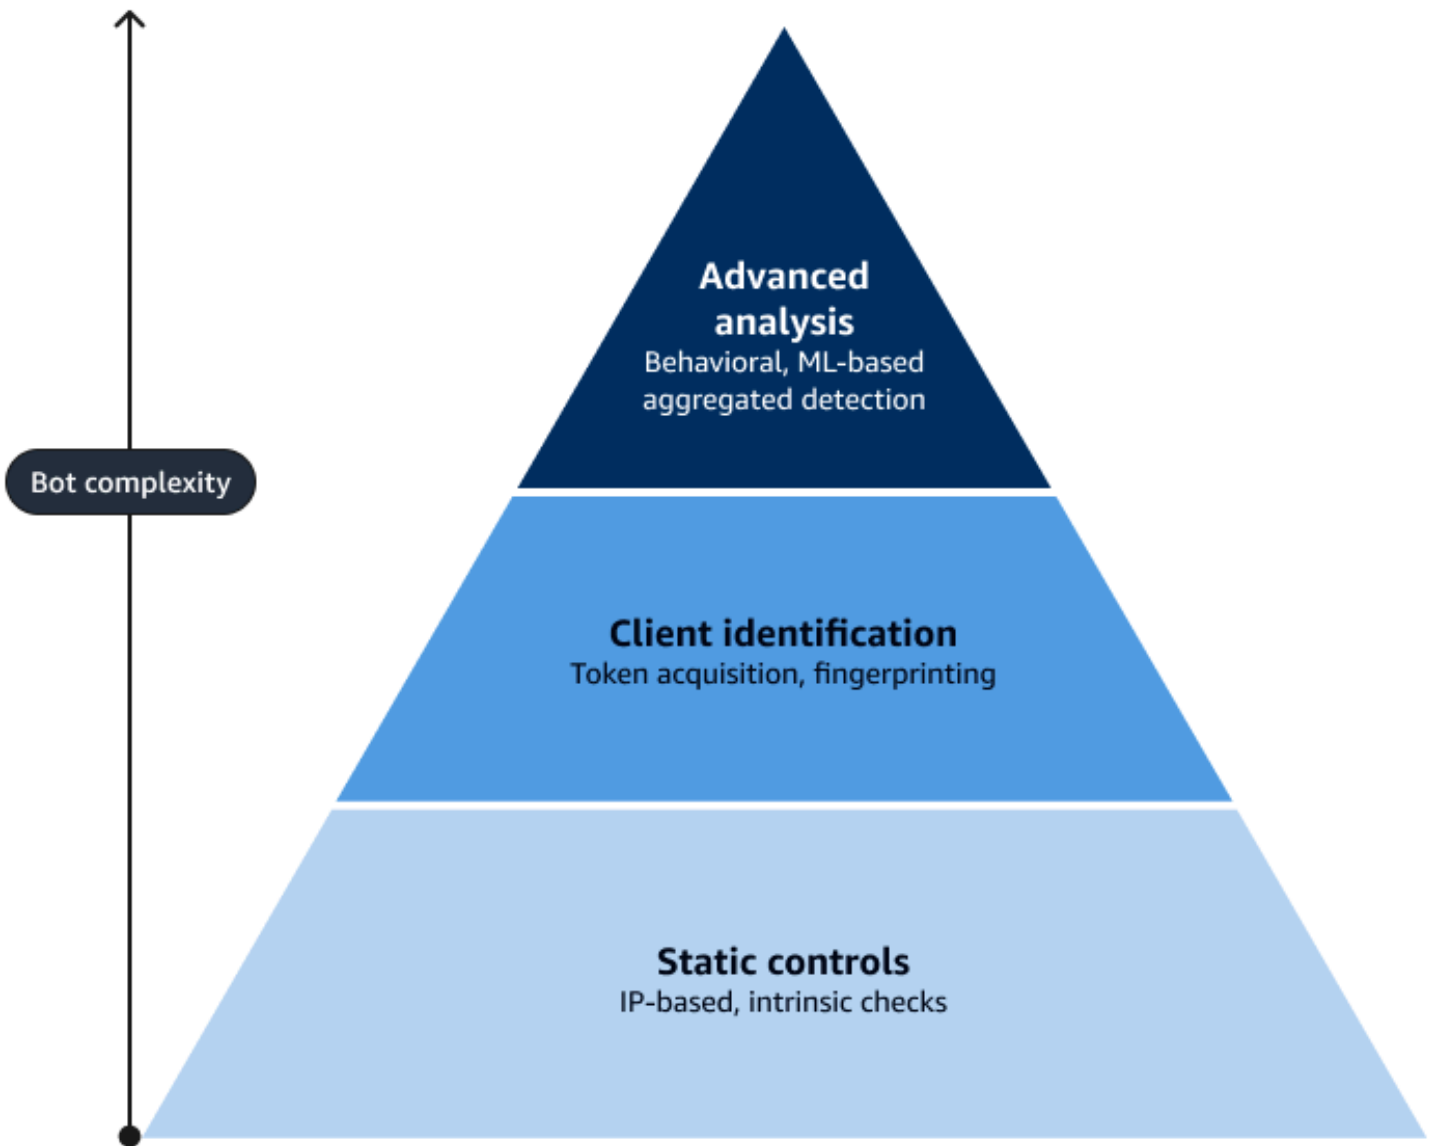 Advanced
analysis
Behavioral, ML-based
aggregated detection
Bot complexity
Client identification
Token acquisition, fingerprinting
Static controls
IP-based, intrinsic checks